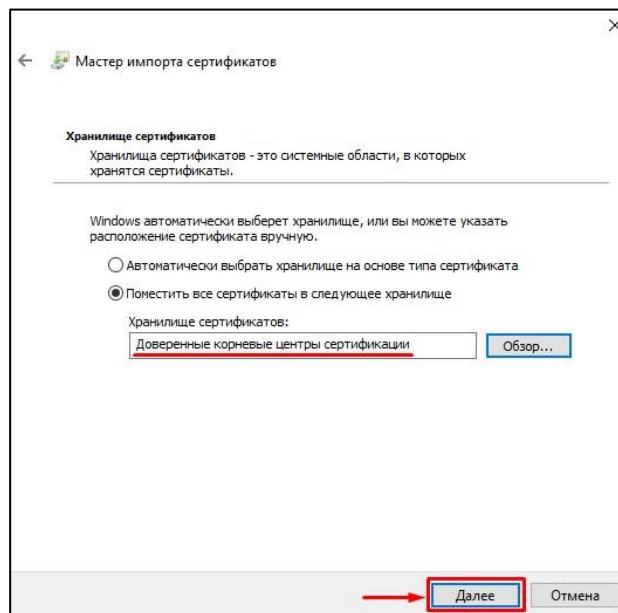 Мастер импорта сертификатов
Хранилище сертификатов
Хранилища сертификатов - это системные области, в которых
хранятся сертификаты.
Windows автоматически выберет хранилище, или вы можете указать
расположение сертификата вручную.
Автоматически выбрать хранилище на основе типа сертификата
Поместить все сертификаты в следующее хранилище
Хранилище сертификатов:
Доверенные корневые центры сертификации
Обзор...
Далее
Отмена